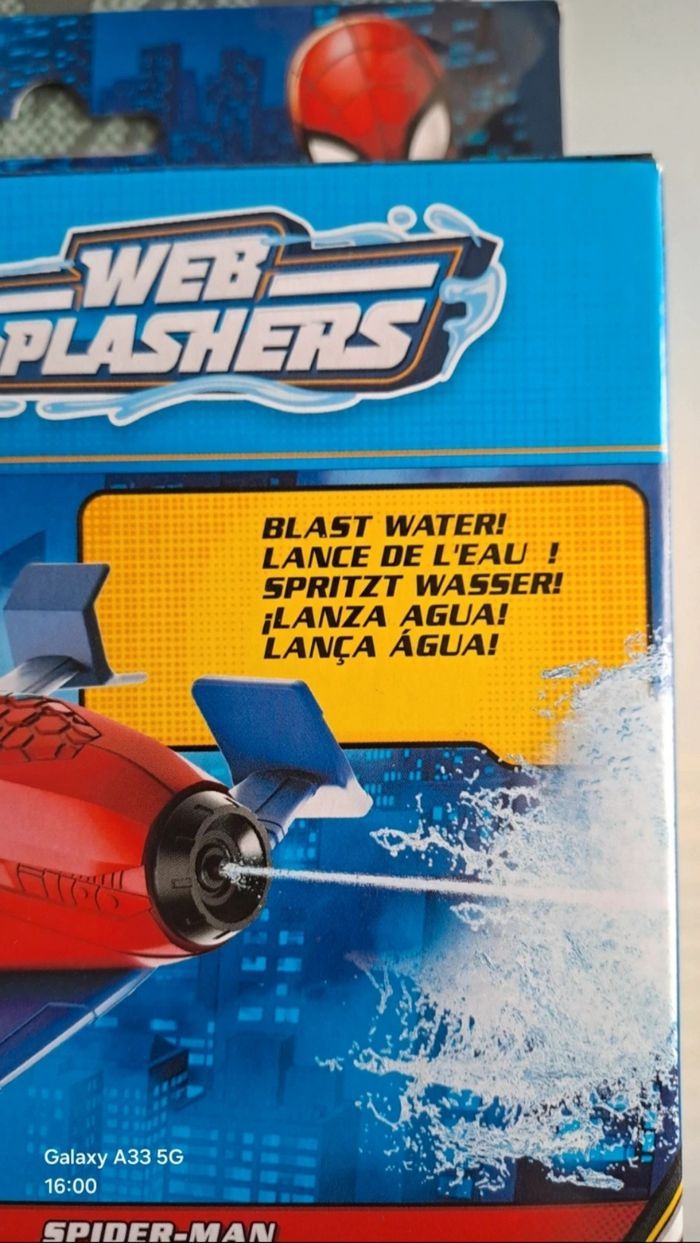 WEB
PLASHERS
BLAST WATER!
LANCE DE L'EAU !
SPRITZT WASSER!
¡LANZA AGUA!
LANÇA ÁGUA!
Galaxy A33 5G
16:00
SPIDER-MAN